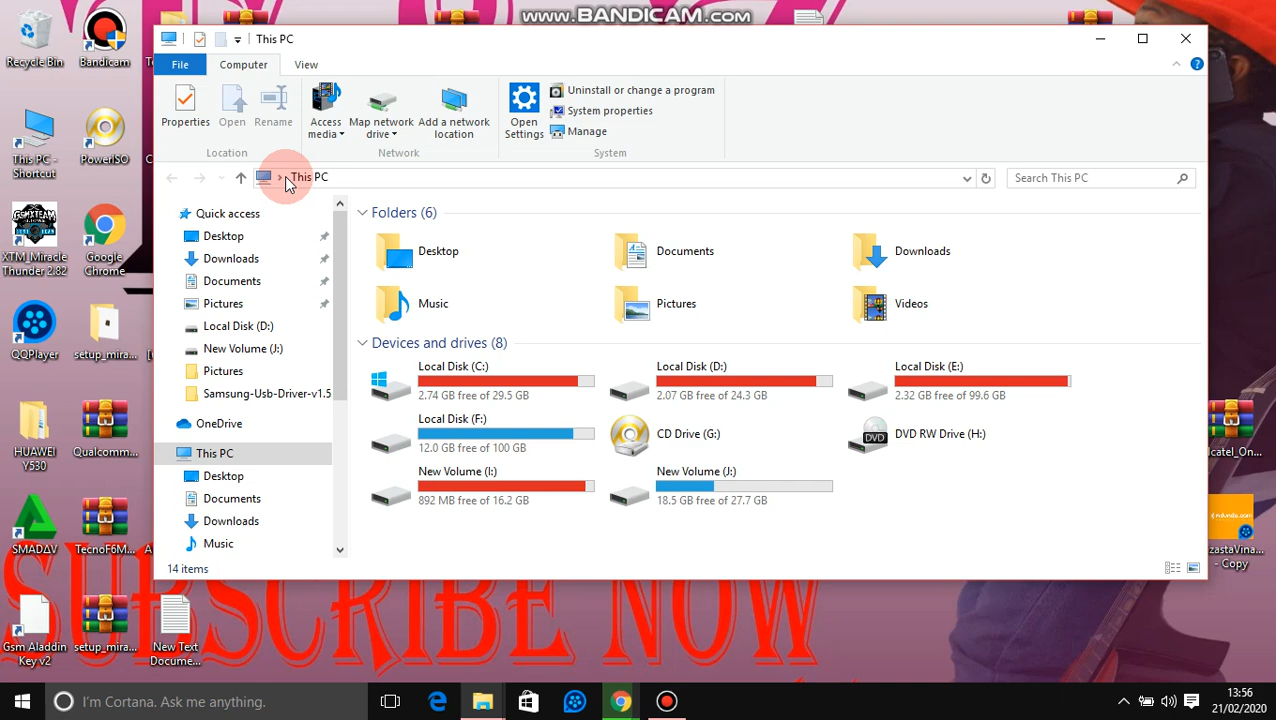 www.BANDICAM.com
Recycle Bin
Bandicam
This PC - Shortcut
PowerISO
XTM_Miracle Thunder 2.82
Google Chrome
QQPlayer
setup_mira...
HUAWEI Y530
Qualcomm...
SMADΔV
TecnoF6M...
Gsm Aladdin Key v2
setup_mira...
New Text Docume...
This PC
File
Computer
View
Properties
Open
Rename
Location
Access media
Map network drive
Add a network location
Network
Open Settings
Uninstall or change a program
System properties
Manage
System
This PC
Search This PC
Quick access
Desktop
Downloads
Documents
Pictures
Local Disk (D:)
New Volume (J:)
Pictures
Samsung-Usb-Driver-v1.5
OneDrive
This PC
Desktop
Documents
Downloads
Music
14 items
Folders (6)
Desktop
Documents
Downloads
Music
Pictures
Videos
Devices and drives (8)
Local Disk (C:)
2.74 GB free of 29.5 GB
Local Disk (D:)
2.07 GB free of 24.3 GB
Local Disk (E:)
2.32 GB free of 99.6 GB
Local Disk (F:)
12.0 GB free of 100 GB
CD Drive (G:)
DVD RW Drive (H:)
DVD
New Volume (I:)
892 MB free of 16.2 GB
New Volume (J:)
18.5 GB free of 27.7 GB
lcatel_On...
zastaVina... - Copy
SUBSCRIBE NOW
I'm Cortana. Ask me anything.
13:56
21/02/2020